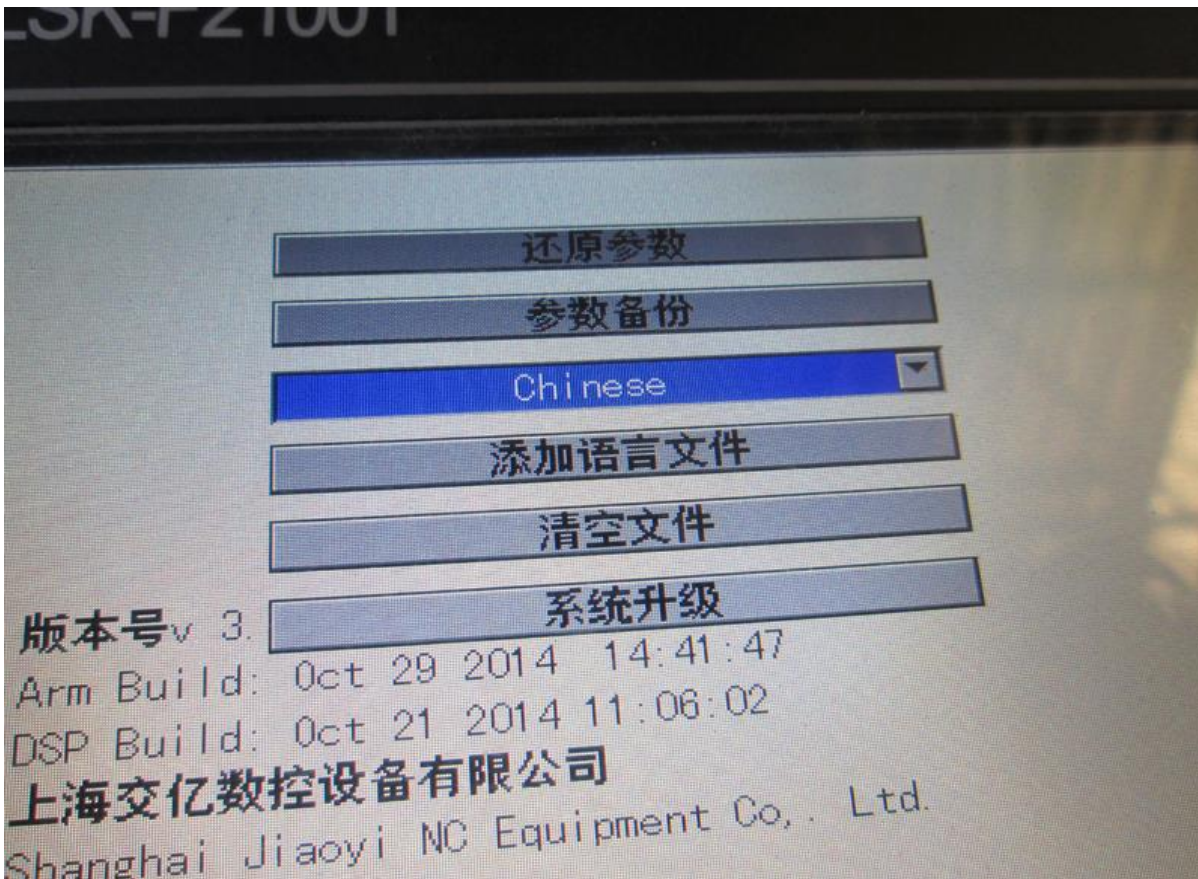 LSK-F21001
还原参数
参数备份
Chinese
添加语言文件
清空文件
系统升级
版本号v 3.
Arm Build: Oct 29 2014 14:41:47
DSP Build: Oct 21 2014 11:06:02
上海交亿数控设备有限公司
Shanghai Jiaoyi NC Equipment Co,. Ltd.